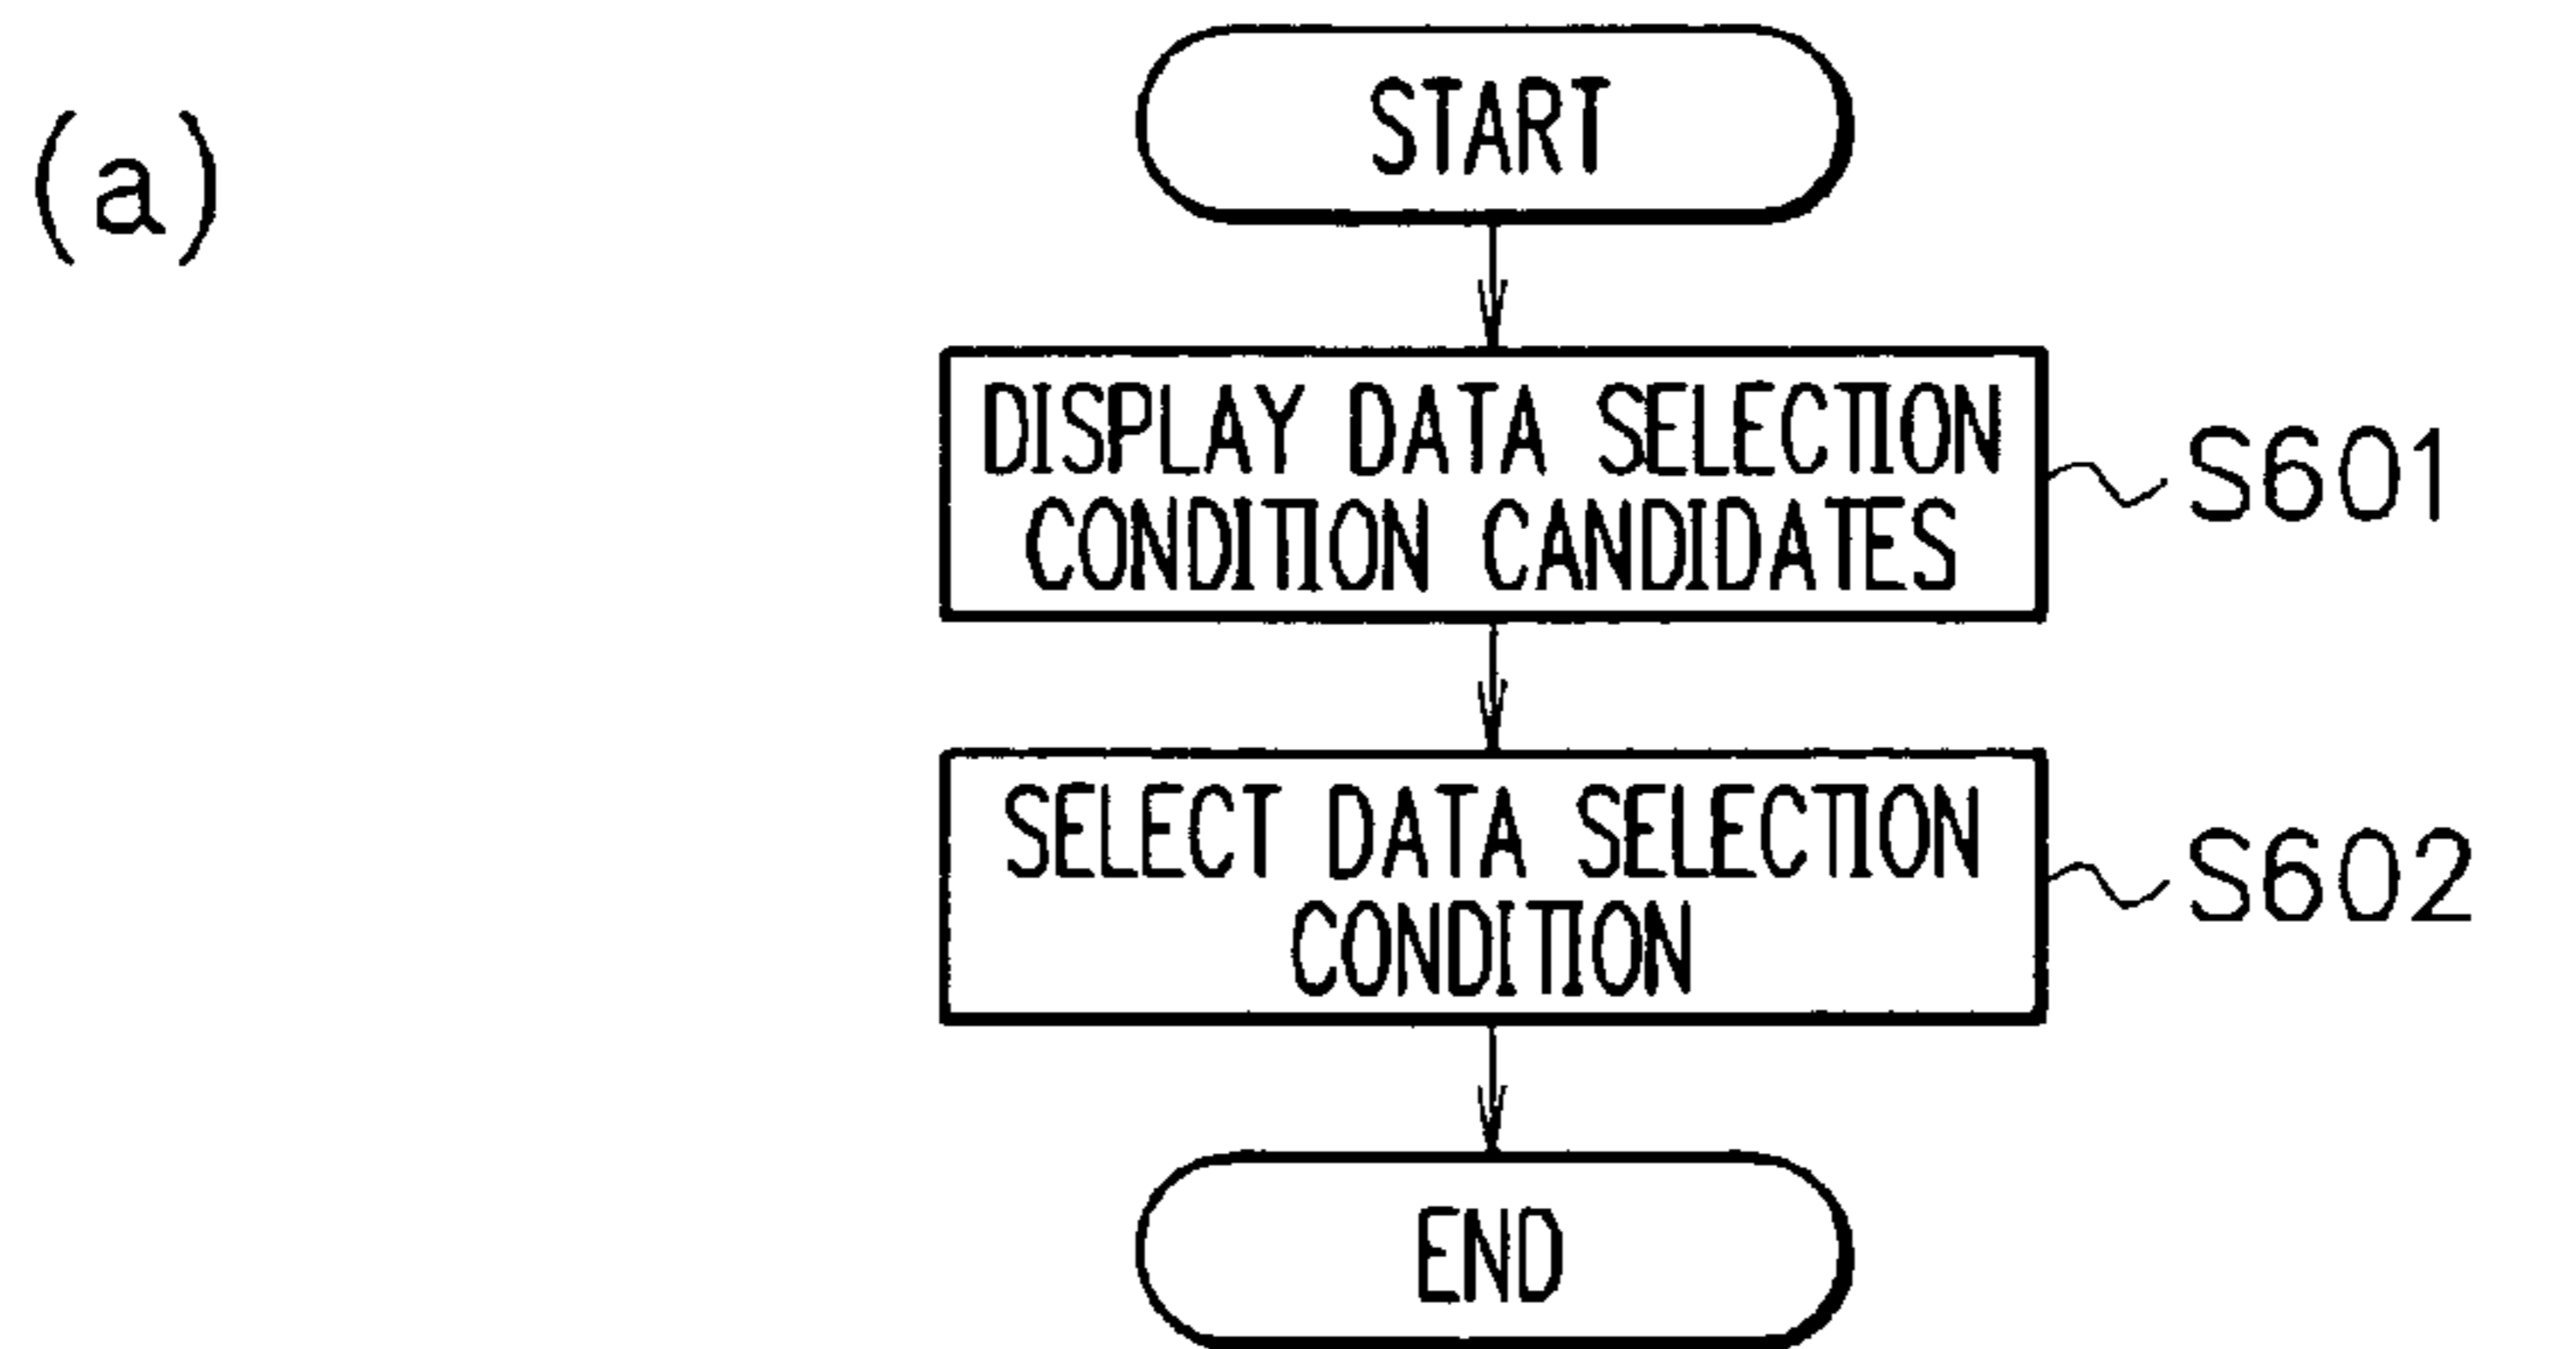 (a)
START
DISPLAY DATA SELECTION
CONDITION CANDIDATES
S601
SELECT DATA SELECTION
CONDITION
S602
END